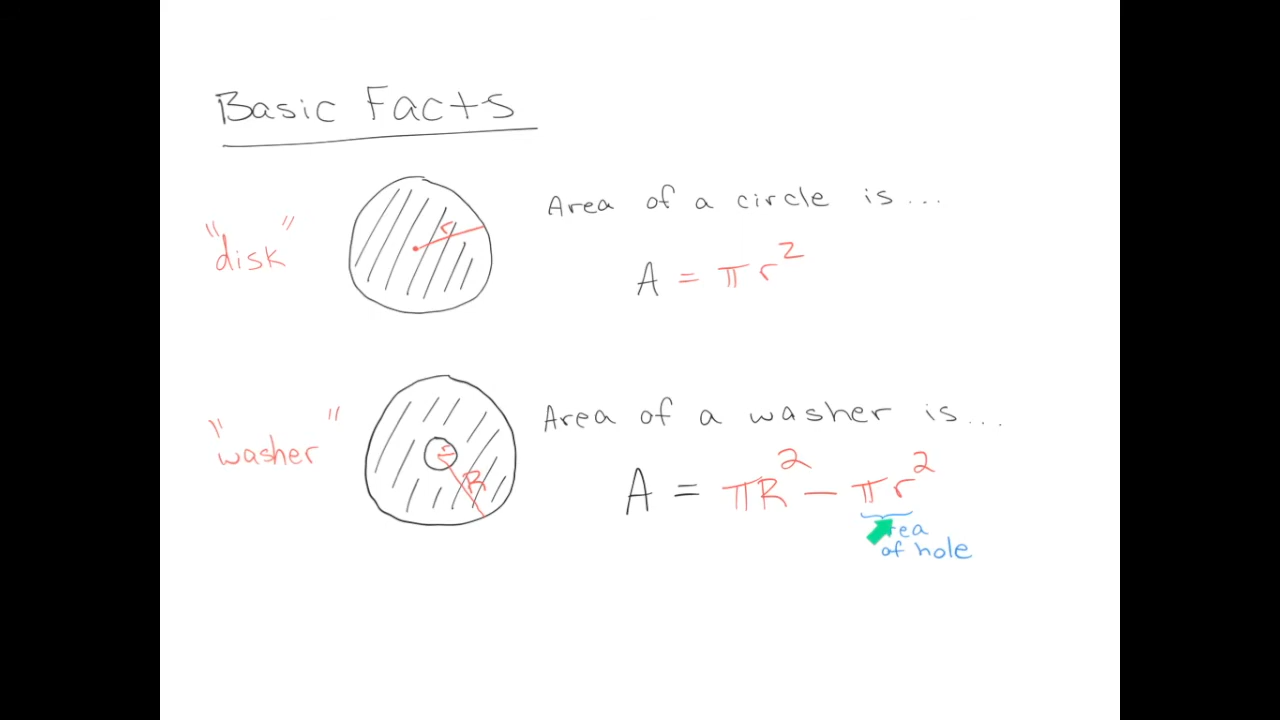 Basic Facts
"disk"
r
Area of a circle is...
A = πr²
"washer"
r
R
Area of a washer is...
A = πR² − πr²
of hole